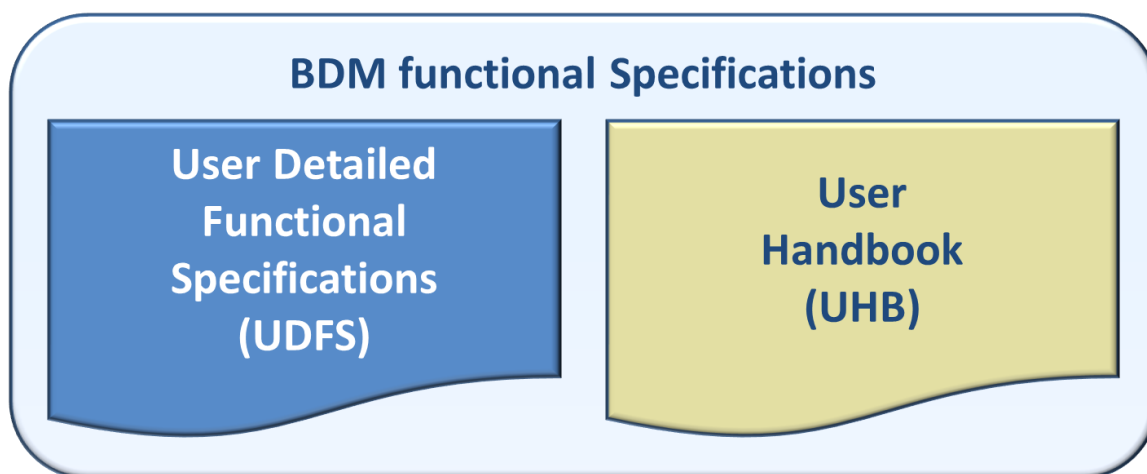 BDM functional Specifications
User Detailed
Functional
Specifications
(UDFS)
User
Handbook
(UHB)